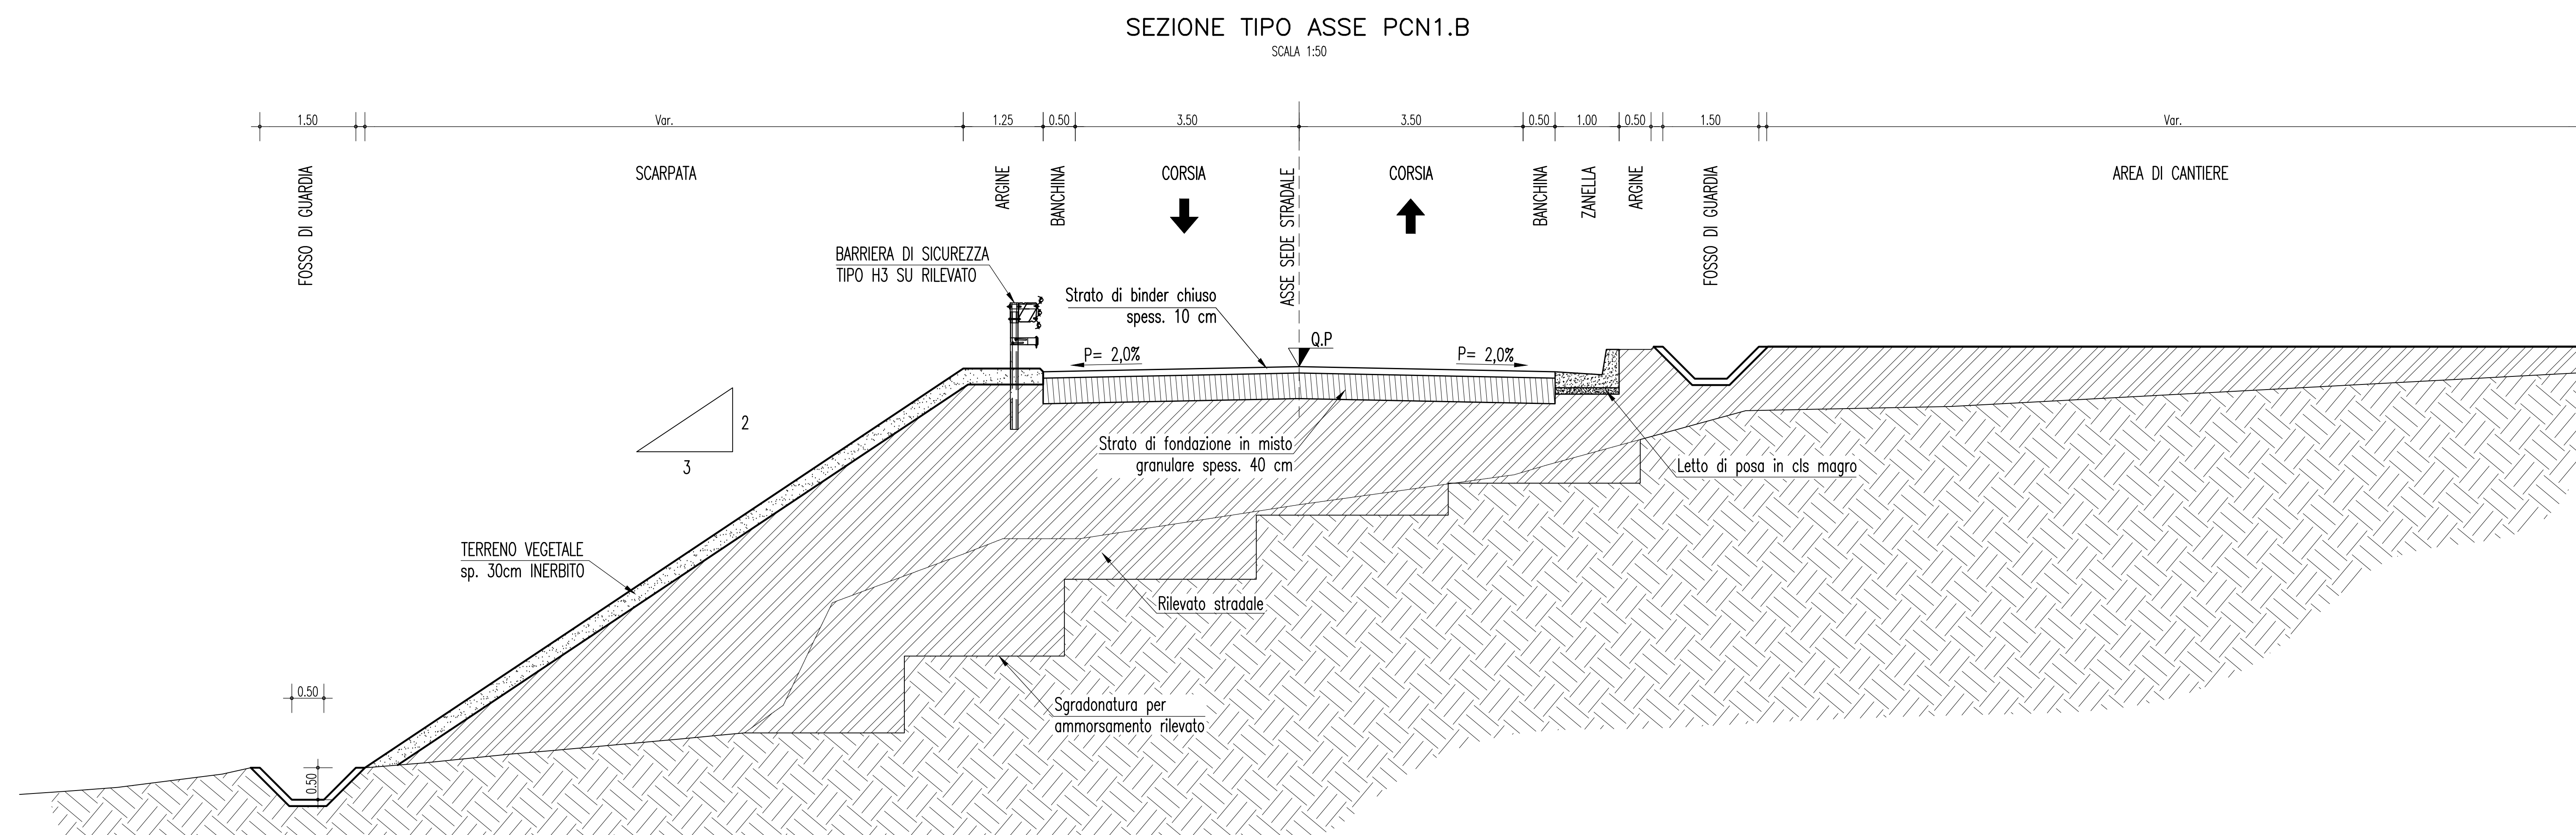 SEZIONE TIPO ASSE PCN1.B
SCALA 1:50
1.50
Var.
1.25
0.50
3.50
3.50
0.50
1.00
0.50
1.50
Var.
FOSSO DI GUARDIA
SCARPATA
ARGINE
BANCHINA
CORSIA
ASSE SEDE STRADALE
CORSIA
BANCHINA
ZANELLA
ARGINE
FOSSO DI GUARDIA
AREA DI CANTIERE
BARRIERA DI SICUREZZA
TIPO H3 SU RILEVATO
Strato di binder chiuso
spess. 10 cm
Q.P
P= 2,0%
P= 2,0%
2
3
Strato di fondazione in misto
granulare spess. 40 cm
Letto di posa in cls magro
TERRENO VEGETALE
sp. 30cm INERBITO
Rilevato stradale
0.50
Sgradonatura per
ammorsamento rilevato
0.50